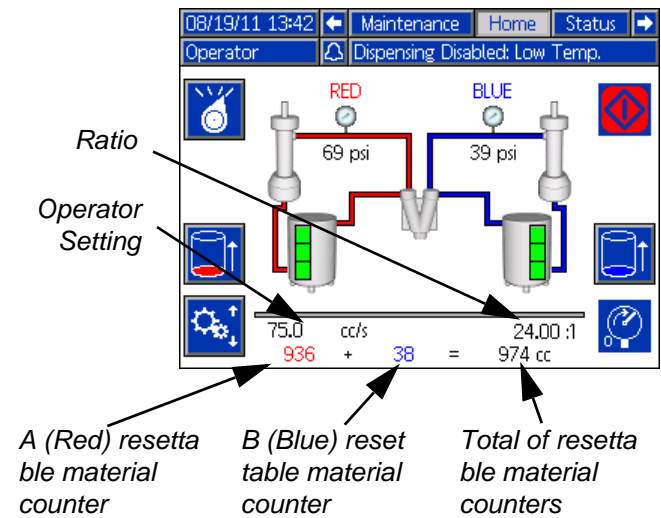 08/19/11 13:42 Maintenance Home Status
Operator Dispensing Disabled: Low Temp.
RED BLUE
Ratio
69 psi 39 psi
Operator
Setting
75.0 cc/s 24.00 :1
936 + 38 = 974 cc
0
A (Red) resetta
ble material
counter
B (Blue) reset
table material
counter
Total of resetta
ble material
counters